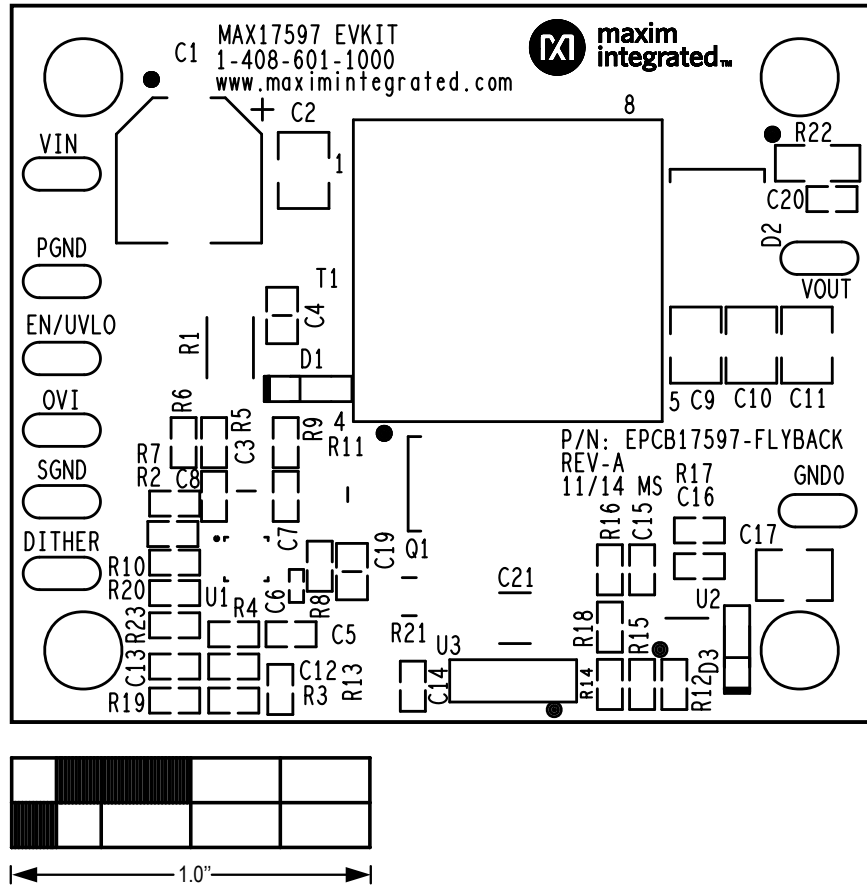 MAX17597 EVKIT
1-408-601-1000
www.maximintegrated.com
maxim
integrated™
C1
C2
8
R22
VIN
1
C20
D2
PGND
VOUT
T1
EN/UVLO
C4
R1
D1
R6
OVI
R5
R9
4
5
C9
C10
C11
R7
C3
R11
P/N: EPCB17597-FLYBACK
REV-A
11/14 MS
SGND
R2
C8
R17
C16
GND0
DITHER
C7
C19
Q1
R16
C15
C17
R10
R20
U1
C6
R8
C21
U2
R23
R4
C5
R21
R18
R15
C13
C12
R13
U3
D3
R19
R3
C14
R14
R12
1.0"